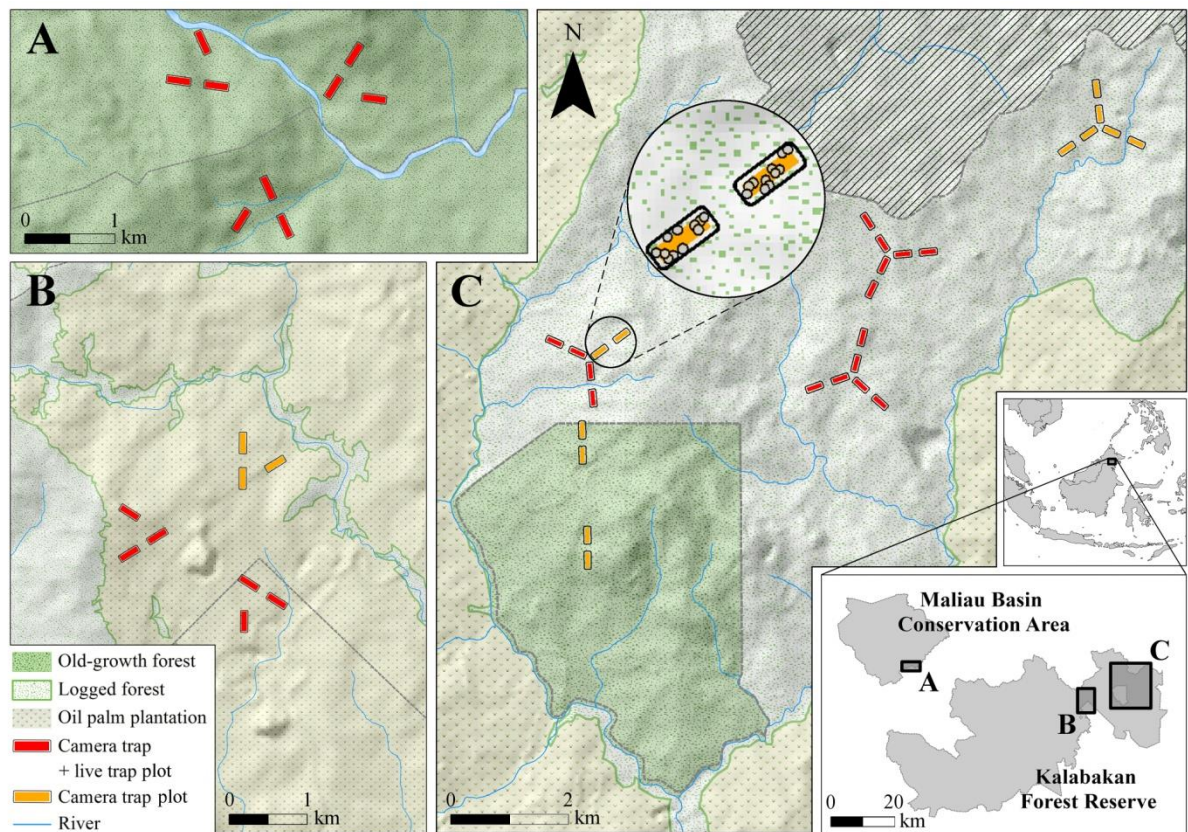 A
0 1
km
B
Old-growth forest
Logged forest
Oil palm plantation
Camera trap
+ live trap plot
Camera trap plot
River
0 1
km
N
C
0 2
km
Maliau Basin
Conservation Area
A
B
C
Kalabakan
Forest Reserve
0 20
km